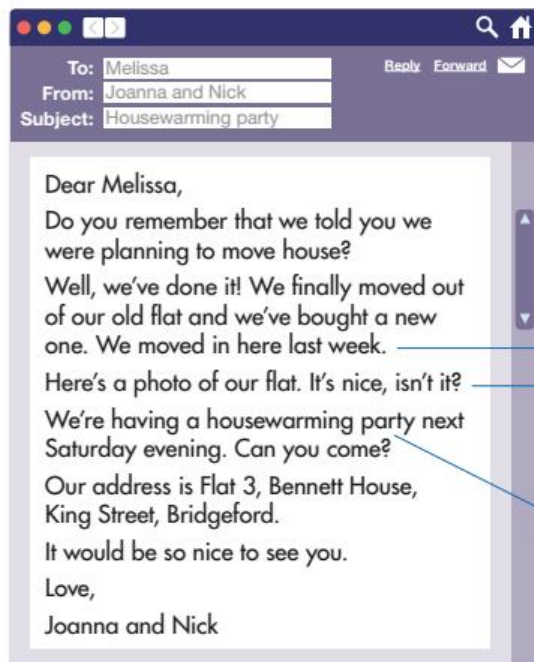 To: Melissa
Reply Forward
From: Joanna and Nick
Subject: Housewarming party
Dear Melissa,
Do you remember that we told you we
were planning to move house?
Well, we've done it! We finally moved out
of our old flat and we've bought a new
one. We moved in here last week.
Here's a photo of our flat. It's nice, isn't it?
We're having a housewarming party next
Saturday evening. Can you come?
Our address is Flat 3, Bennett House,
King Street, Bridgeford.
It would be so nice to see you.
Love,
Joanna and Nick